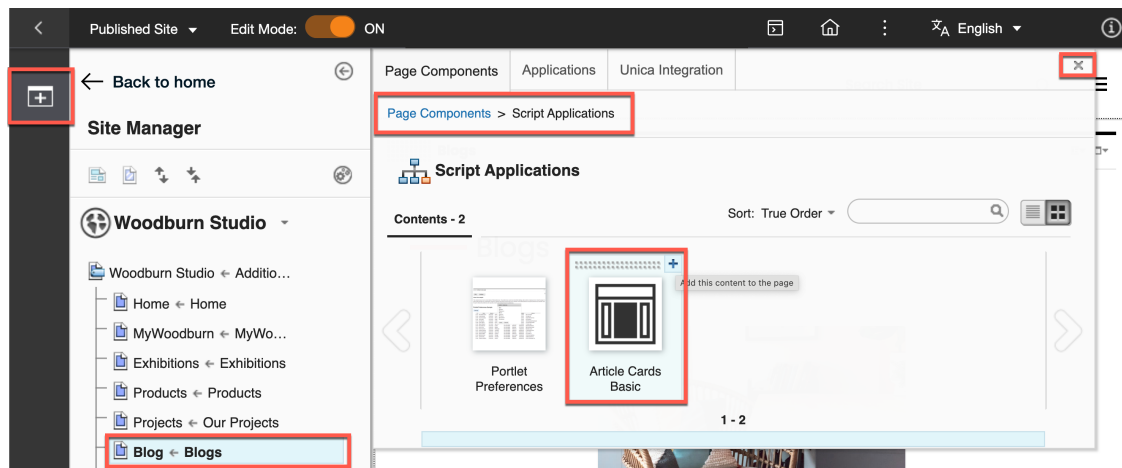 Published Site
Edit Mode:
ON
English
Back to home
Site Manager
Woodburn Studio
Woodburn Studio ← Additio…
Home ← Home
MyWoodburn ← MyWo…
Exhibitions ← Exhibitions
Products ← Products
Projects ← Our Projects
Blog ← Blogs
Page Components
Applications
Unica Integration
Page Components > Script Applications
Script Applications
Contents - 2
Sort: True Order
Blogs
Add this content to the page
Portlet
Preferences
Article Cards
Basic
1 - 2